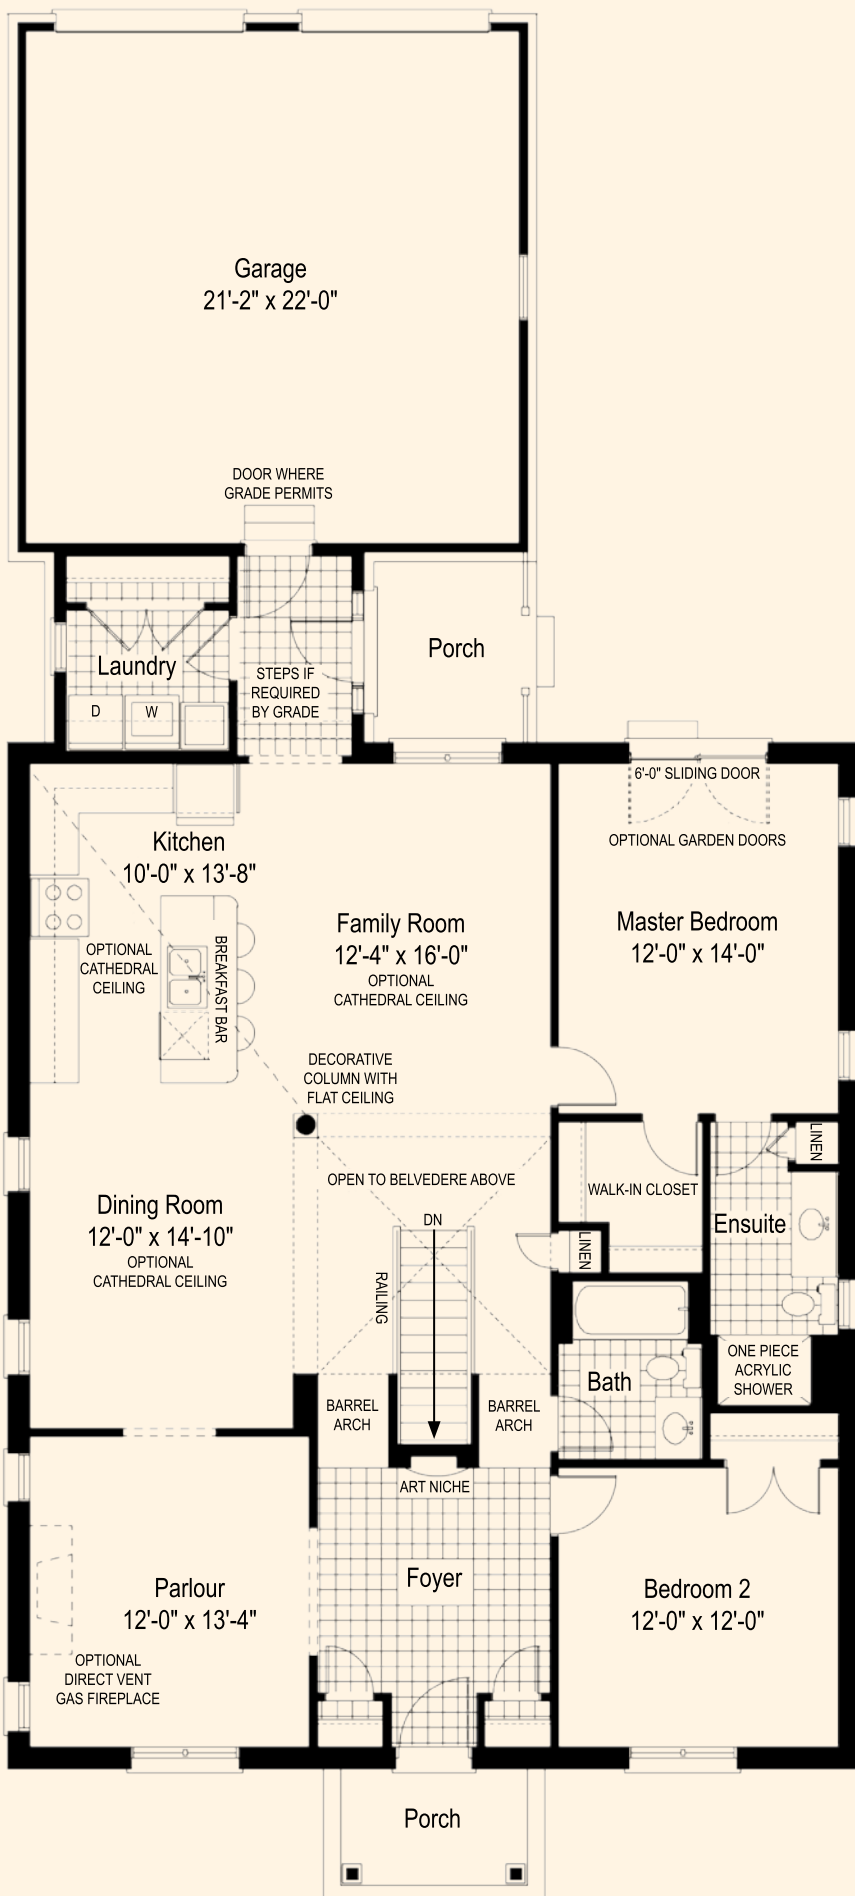 Garage
21'-2" x 22'-0"
DOOR WHERE
GRADE PERMITS
Laundry
D
W
STEPS IF
REQUIRED
BY GRADE
Porch
6'-0" SLIDING DOOR
OPTIONAL GARDEN DOORS
Kitchen
10'-0" x 13'-8"
OPTIONAL
CATHEDRAL
CEILING
BREAKFAST BAR
Family Room
12'-4" x 16'-0"
OPTIONAL
CATHEDRAL CEILING
Master Bedroom
12'-0" x 14'-0"
DECORATIVE
COLUMN WITH
FLAT CEILING
OPEN TO BELVEDERE ABOVE
DN
RAILING
WALK-IN CLOSET
LINEN
LINEN
Ensuite
Dining Room
12'-0" x 14'-10"
OPTIONAL
CATHEDRAL CEILING
ONE PIECE
ACRYLIC
SHOWER
Bath
BARREL
ARCH
BARREL
ARCH
ART NICHE
Foyer
Parlour
12'-0" x 13'-4"
OPTIONAL
DIRECT VENT
GAS FIREPLACE
Bedroom 2
12'-0" x 12'-0"
Porch